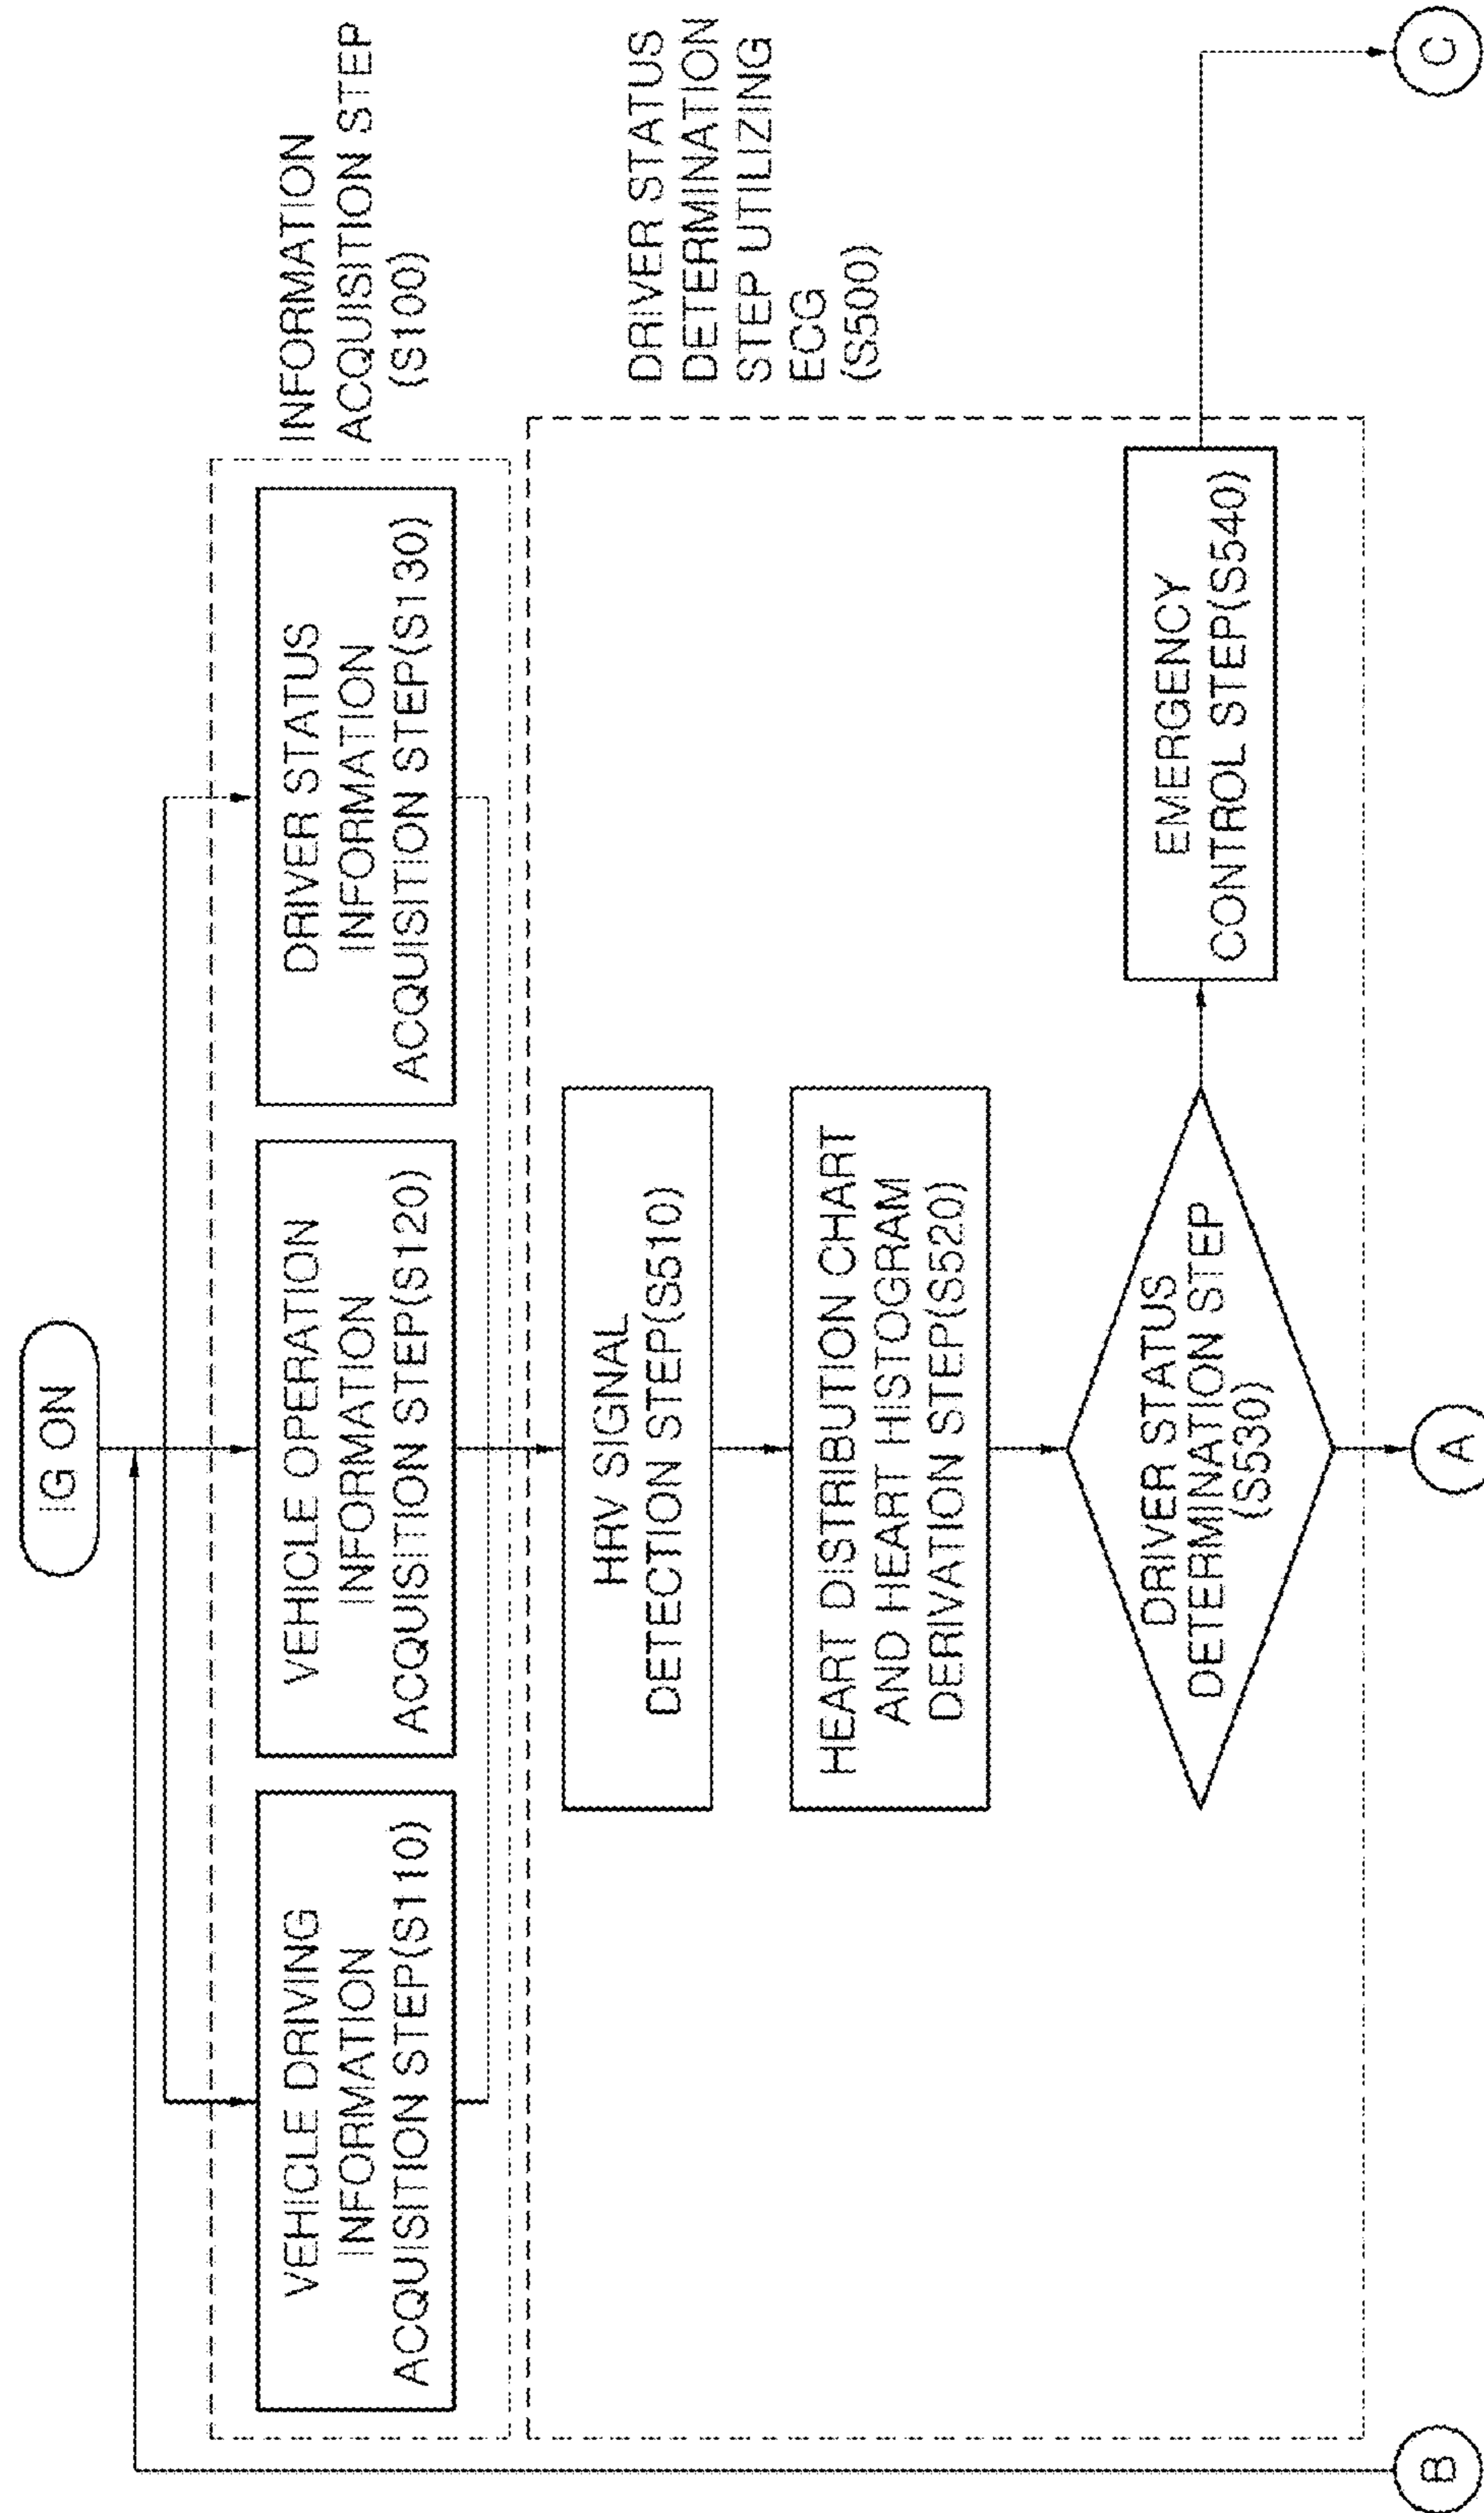 IG ON
INFORMATION
ACQUISITION STEP
(S100)
VEHICLE DRIVING
INFORMATION
ACQUISITION STEP(S110)
VEHICLE OPERATION
INFORMATION
ACQUISITION STEP(S120)
DRIVER STATUS
INFORMATION
ACQUISITION STEP(S130)
DRIVER STATUS
DETERMINATION
STEP UTILIZING
ECG
(S500)
HRV SIGNAL
DETECTION STEP(S510)
HEART DISTRIBUTION CHART
AND HEART HISTOGRAM
DERIVATION STEP(S520)
DRIVER STATUS
DETERMINATION STEP
(S530)
EMERGENCY
CONTROL STEP(S540)
B
A
C